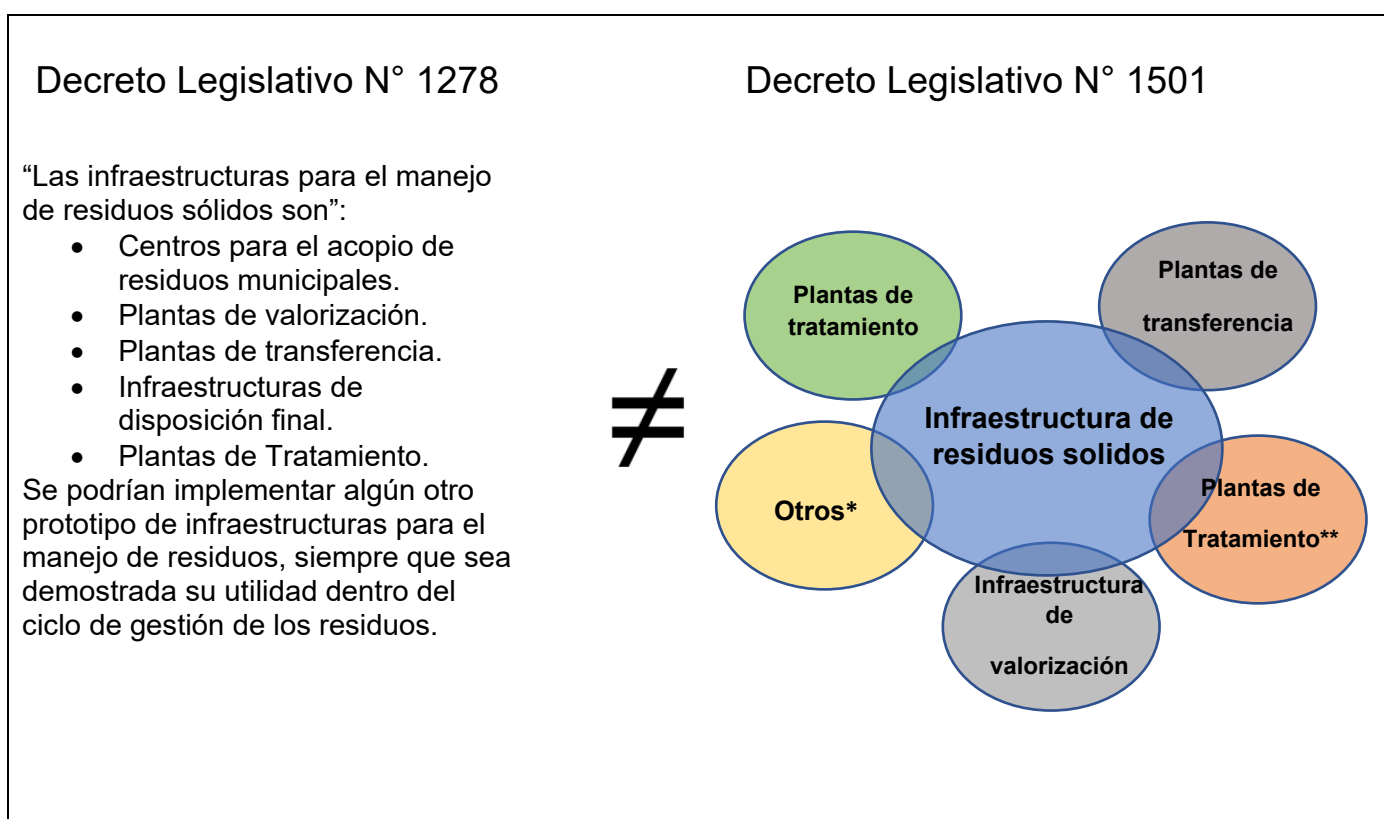 Decreto Legislativo N° 1278
“Las infraestructuras para el manejo
de residuos sólidos son”:
• Centros para el acopio de
residuos municipales.
• Plantas de valorización.
• Plantas de transferencia.
• Infraestructuras de
disposición final.
• Plantas de Tratamiento.
Se podrían implementar algún otro
prototipo de infraestructuras para el
manejo de residuos, siempre que sea
demostrada su utilidad dentro del
ciclo de gestión de los residuos.
≠
Decreto Legislativo N° 1501
Plantas de
tratamiento
Plantas de
transferencia
Infraestructura de
residuos solidos
Otros*
Plantas de
Tratamiento**
Infraestructura
de
valorización